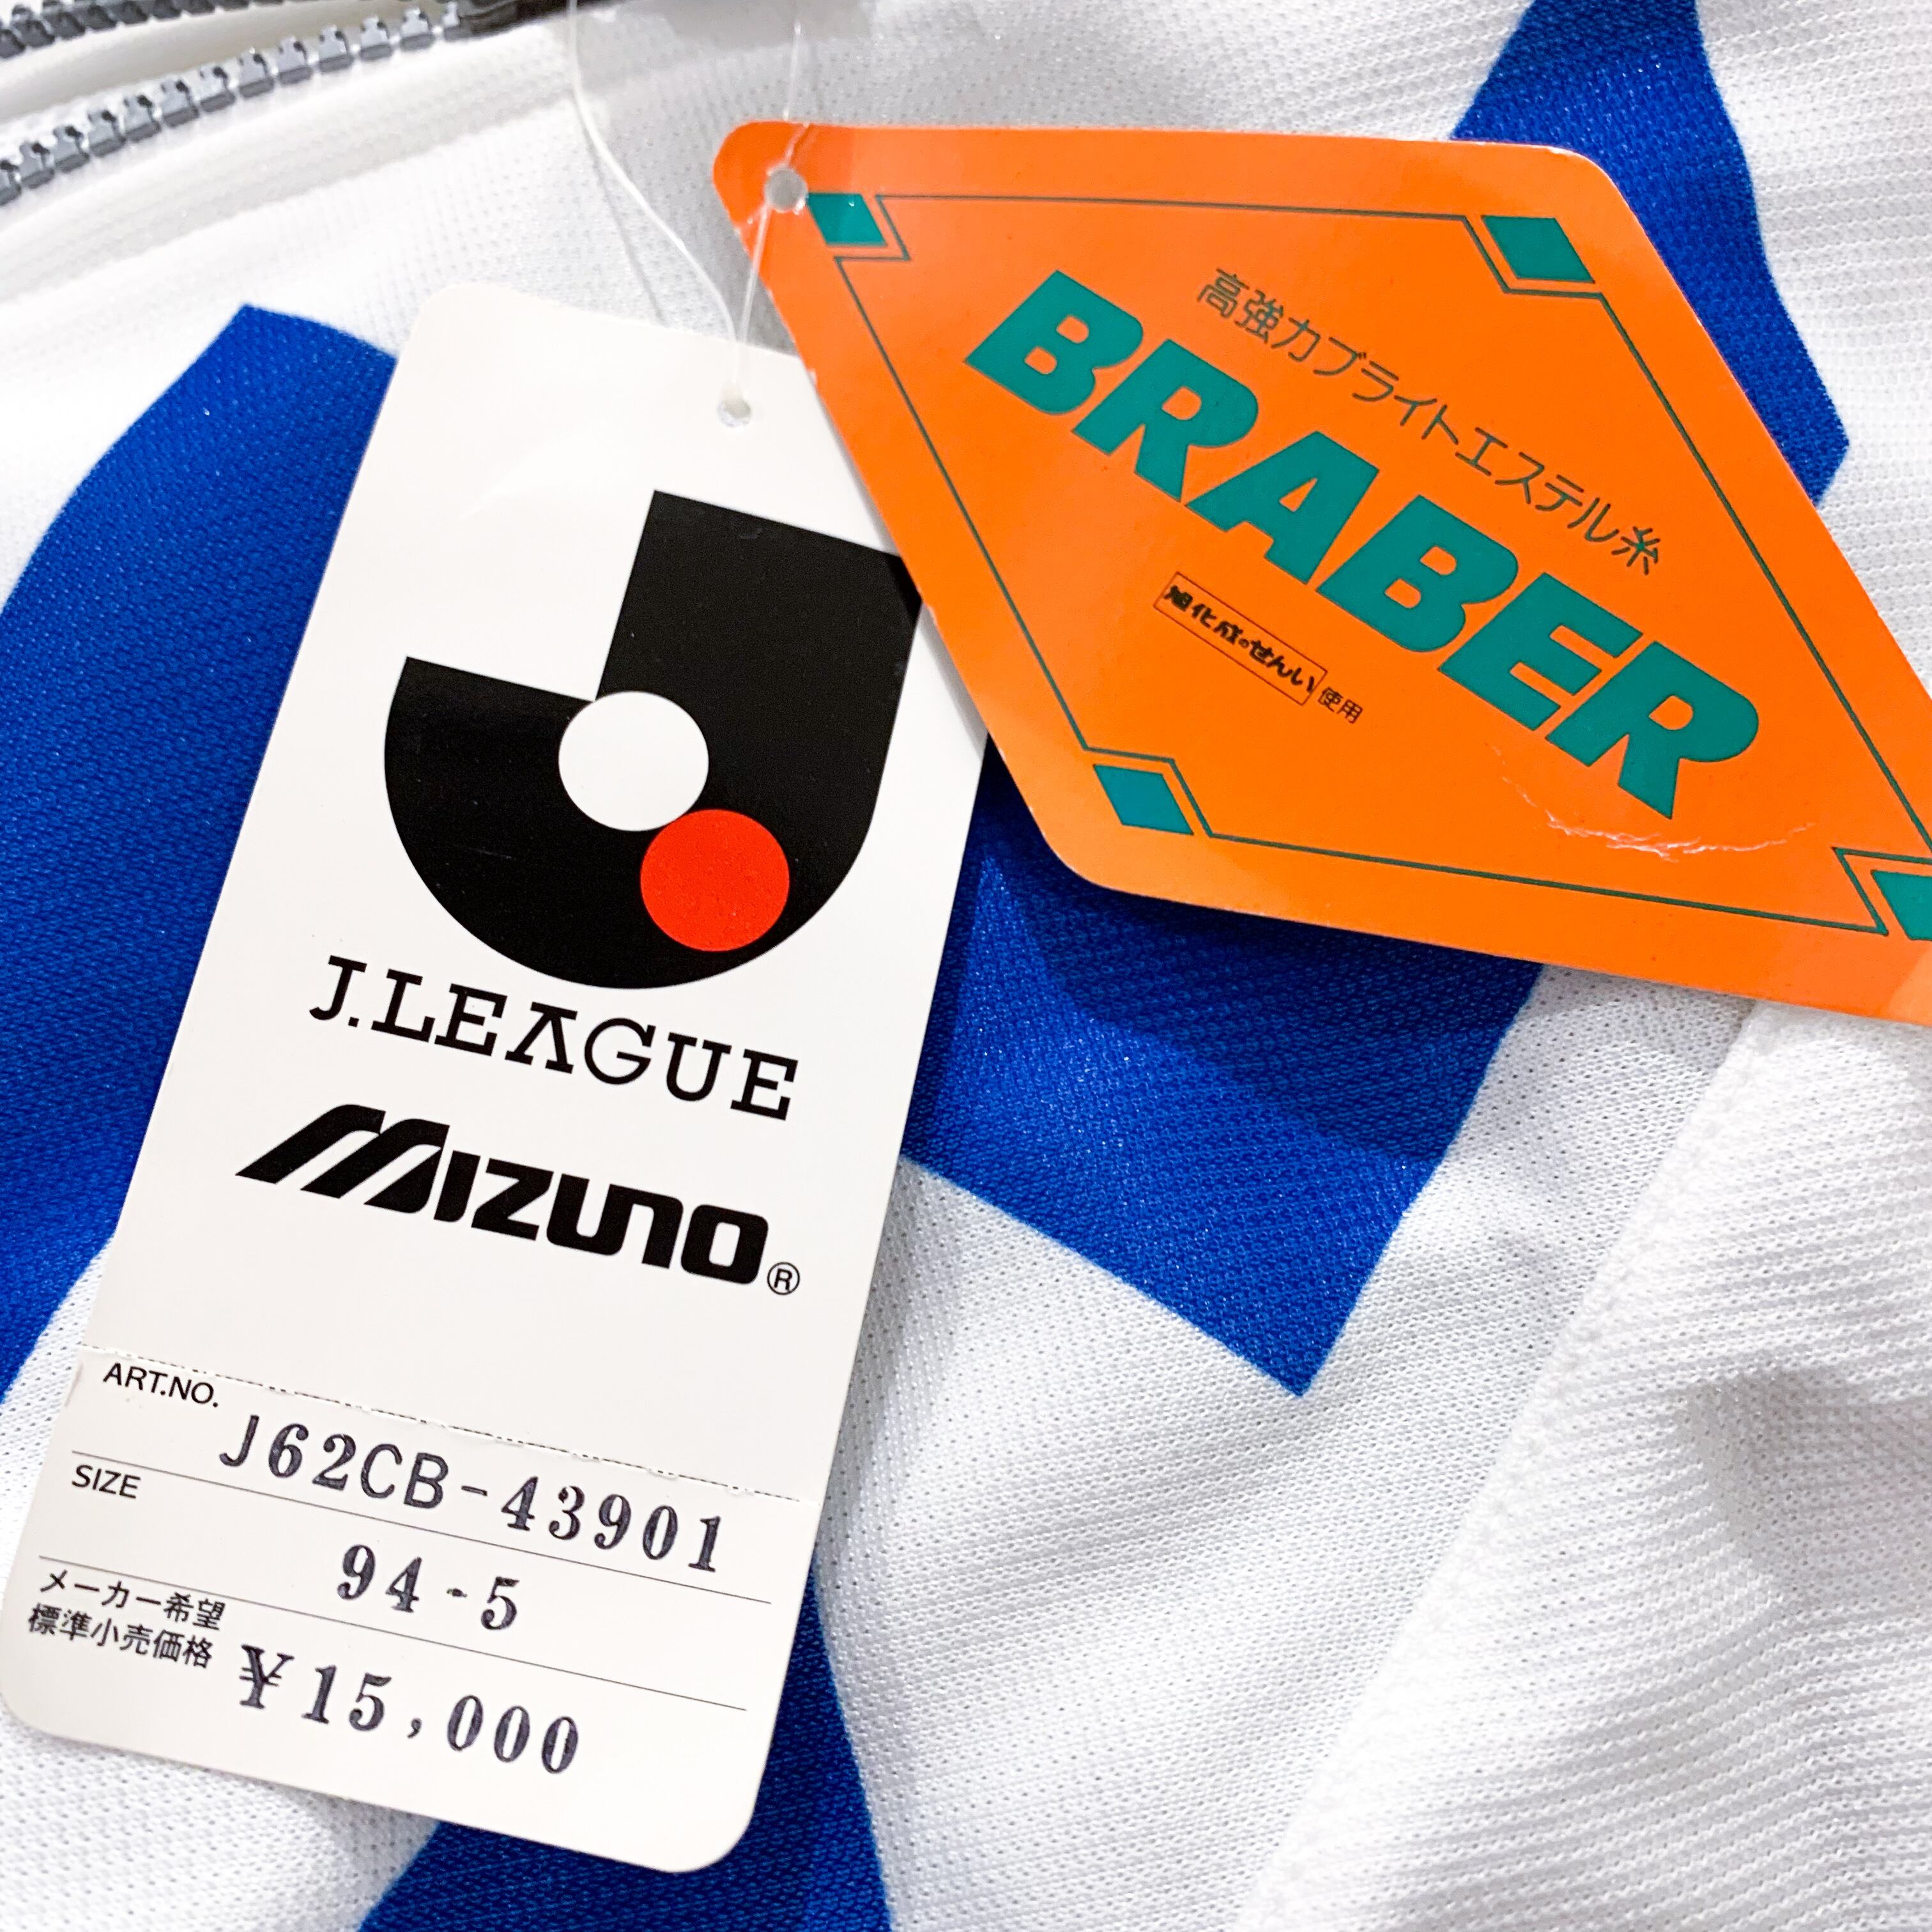 高強力ブライトエステル糸
BRABER
旭化成のせんい使用
J.LEAGUE
MIZUNO®
ART.NO.
J62CB-43901
SIZE
94-5
メーカー希望
標準小売価格
¥15,000